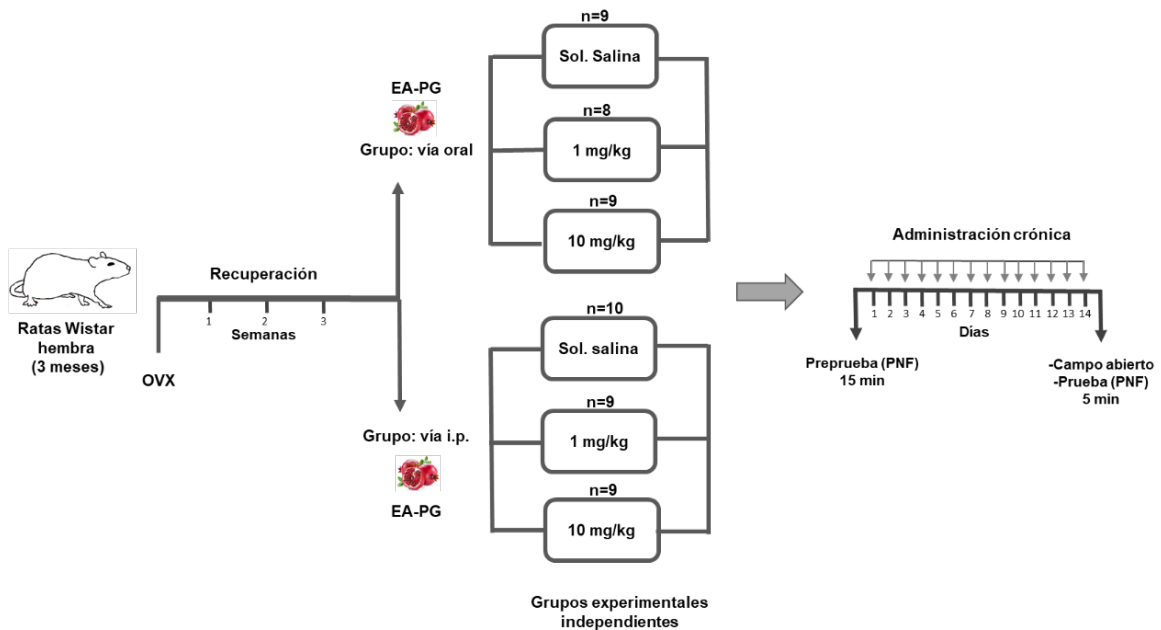 Ratas Wistar
hembra
(3 meses)
OVX
Recuperación
1
2
3
Semanas
EA-PG
Grupo: vía oral
n=9
Sol. Salina
n=8
1 mg/kg
n=9
10 mg/kg
Grupo: vía i.p.
EA-PG
n=10
Sol. salina
n=9
1 mg/kg
n=9
10 mg/kg
Grupos experimentales
independientes
Administración crónica
1 2 3 4 5 6 7 8 9 10 11 12 13 14
Días
Preprueba (PNF)
15 min
-Campo abierto
-Prueba (PNF)
5 min